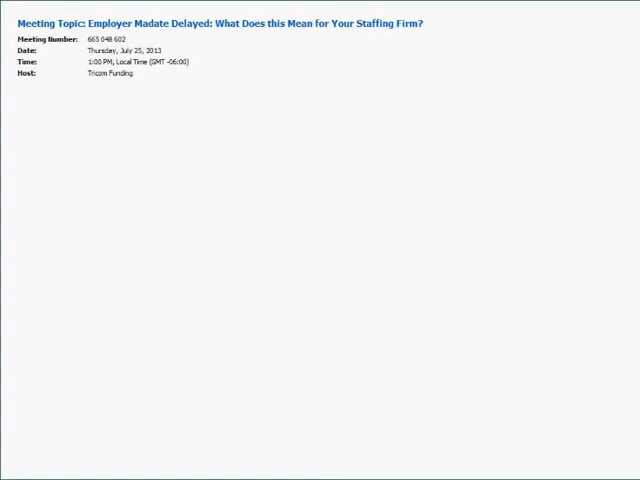 Meeting Topic: Employer Madate Delayed: What Does this Mean for Your Staffing Firm?
Meeting Number: 665 048 602
Date: Thursday, July 25, 2013
Time: 1:00 PM, Local Time (GMT -06:00)
Host: Tricom Funding